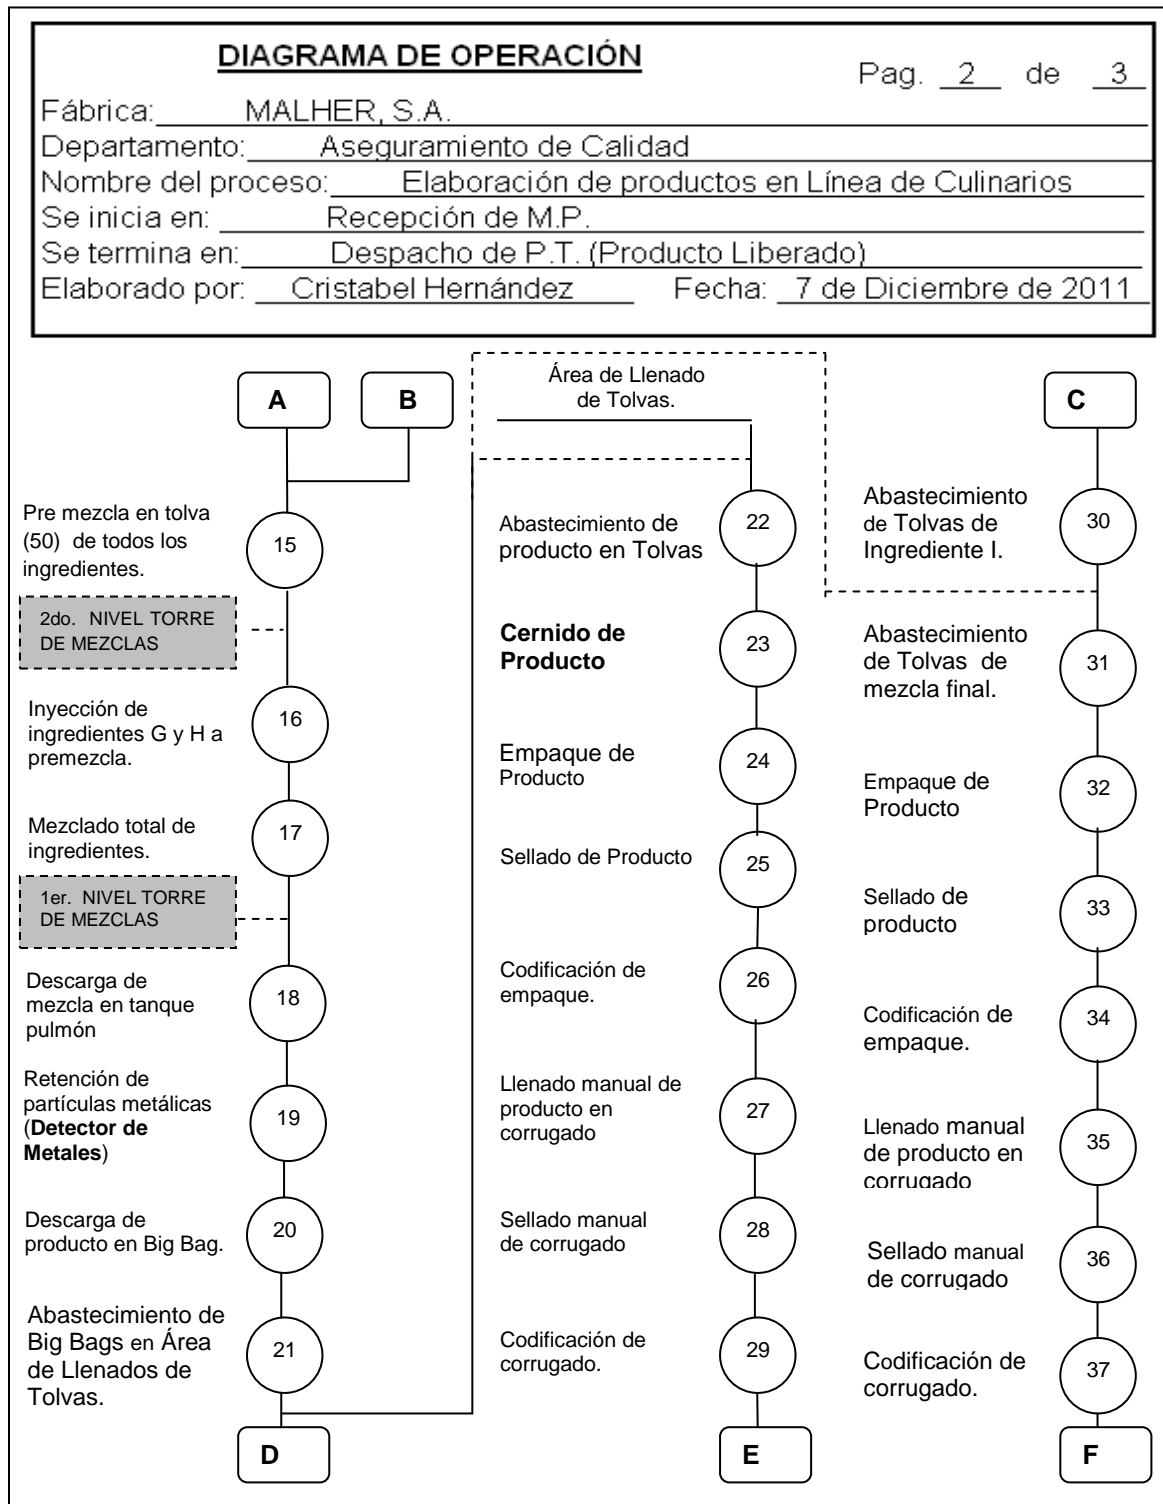 DIAGRAMA DE OPERACIÓN
Pag. 2 de 3
Fábrica: MALHER, S.A.
Departamento: Aseguramiento de Calidad
Nombre del proceso: Elaboración de productos en Línea de Culinarios
Se inicia en: Recepción de M.P.
Se termina en: Despacho de P.T. (Producto Liberado)
Elaborado por: Cristabel Hernández Fecha: 7 de Diciembre de 2011
A
B
Pre mezcla en tolva
(50) de todos los
ingredientes.
15
2do. NIVEL TORRE
DE MEZCLAS
Inyección de
ingredientes G y H a
premezcla.
16
Mezclado total de
ingredientes.
17
1er. NIVEL TORRE
DE MEZCLAS
Descarga de
mezcla en tanque
pulmón
18
Retención de
partículas metálicas
(Detector de
Metales)
19
Descarga de
producto en Big Bag.
20
Abastecimiento de
Big Bags en Área
de Llenados de
Tolvas.
21
D
Área de Llenado
de Tolvas.
Abastecimiento de
producto en Tolvas
22
Cernido de
Producto
23
Empaque de
Producto
24
Sellado de Producto
25
Codificación de
empaque.
26
Llenado manual de
producto en
corrugado
27
Sellado manual
de corrugado
28
Codificación de
corrugado.
29
E
C
Abastecimiento
de Tolvas de
Ingrediente I.
30
Abastecimiento
de Tolvas de
mezcla final.
31
Empaque de
Producto
32
Sellado de
producto
33
Codificación de
empaque.
34
Llenado manual
de producto en
corrugado
35
Sellado manual
de corrugado
36
Codificación de
corrugado.
37
F